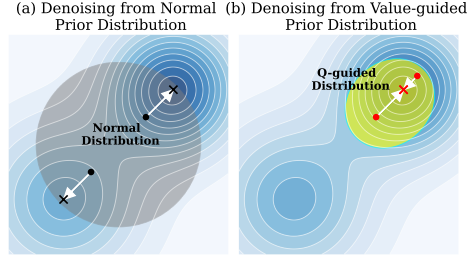 (a) Denoising from Normal
Prior Distribution
(b) Denoising from Value-guided
Prior Distribution
Normal
Distribution
Q-guided
Distribution